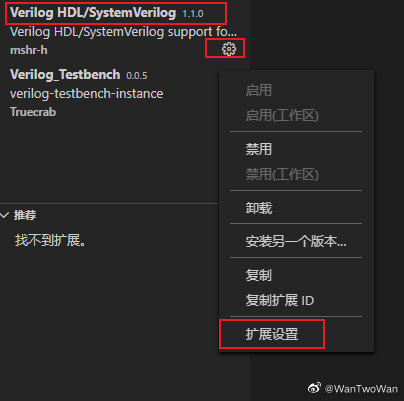 Verilog HDL/SystemVerilog 1.1.0
Verilog HDL/SystemVerilog support fo...
mshr-h
Verilog_Testbench 0.0.5
verilog-testbench-instance
Truecrab
推荐
找不到扩展。
启用
启用(工作区)
禁用
禁用(工作区)
卸载
安装另一个版本...
复制
复制扩展 ID
扩展设置
@WanTwoWan